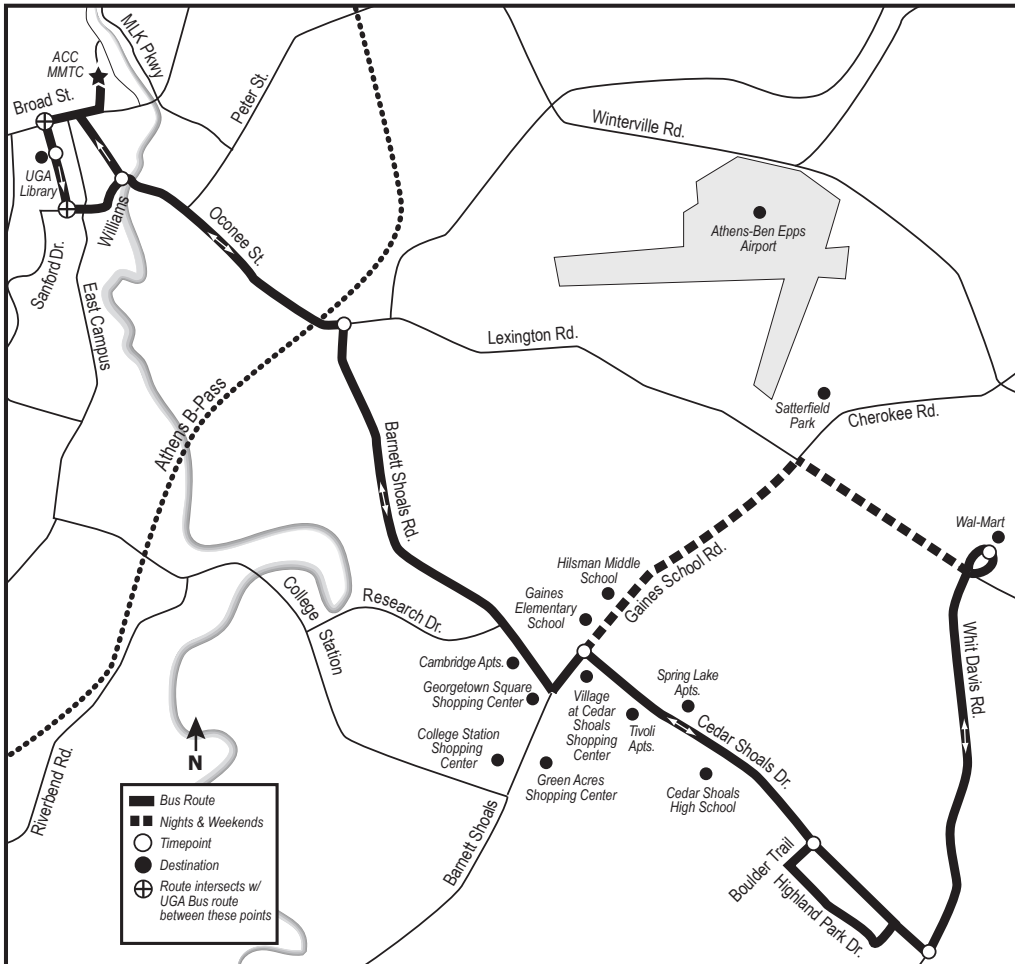 MLK Pkwy
ACC
MMTC
Broad St.
Peter St.
Winterville Rd.
UGA
Library
Williams
Oconee St.
Athens-Ben Epps
Airport
Sanford Dr.
East Campus
Lexington Rd.
Athens B-Pass
Satterfield
Park
Cherokee Rd.
Barnett Shoals Rd.
Wal-Mart
Hilsman Middle
School
Gaines School Rd.
Gaines
Elementary
School
College
Station
Research Dr.
Whit Davis Rd.
Cambridge Apts.
Spring Lake
Apts.
Georgetown Square
Shopping Center
Village
at Cedar
Shoals
Shopping
Center
Tivoli
Apts.
Cedar Shoals Dr.
College Station
Shopping
Center
Green Acres
Shopping Center
Cedar Shoals
High School
N
Riverbend Rd.
Bus Route
Nights & Weekends
Timepoint
Destination
Route intersects w/
UGA Bus route
between these points
Barnett Shoals
Boulder Trail
Highland Park Dr.